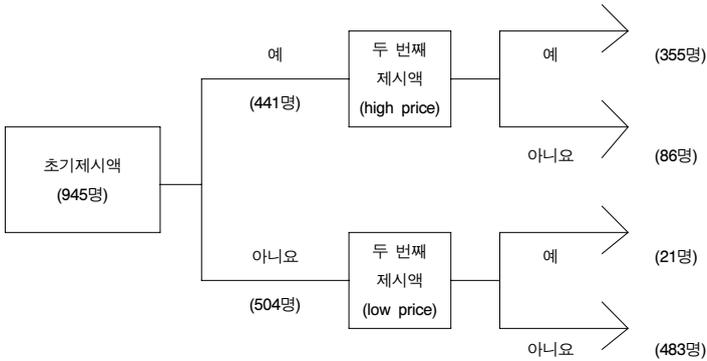 초기제시액
(945명)
예
(441명)
두 번째
제시액
(high price)
예
(355명)
아니요
(86명)
아니요
(504명)
두 번째
제시액
(low price)
예
(21명)
아니요
(483명)